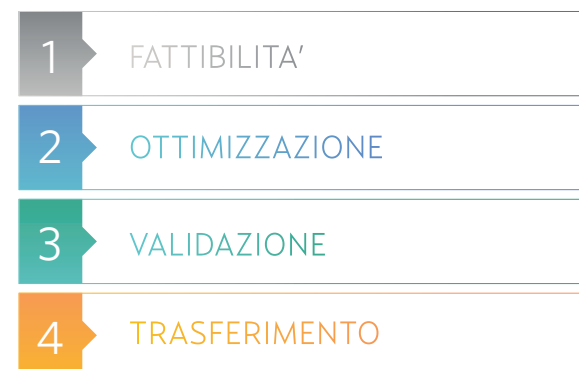 1 FATTIBILITA’
2 OTTIMIZZAZIONE
3 VALIDAZIONE
4 TRASFERIMENTO